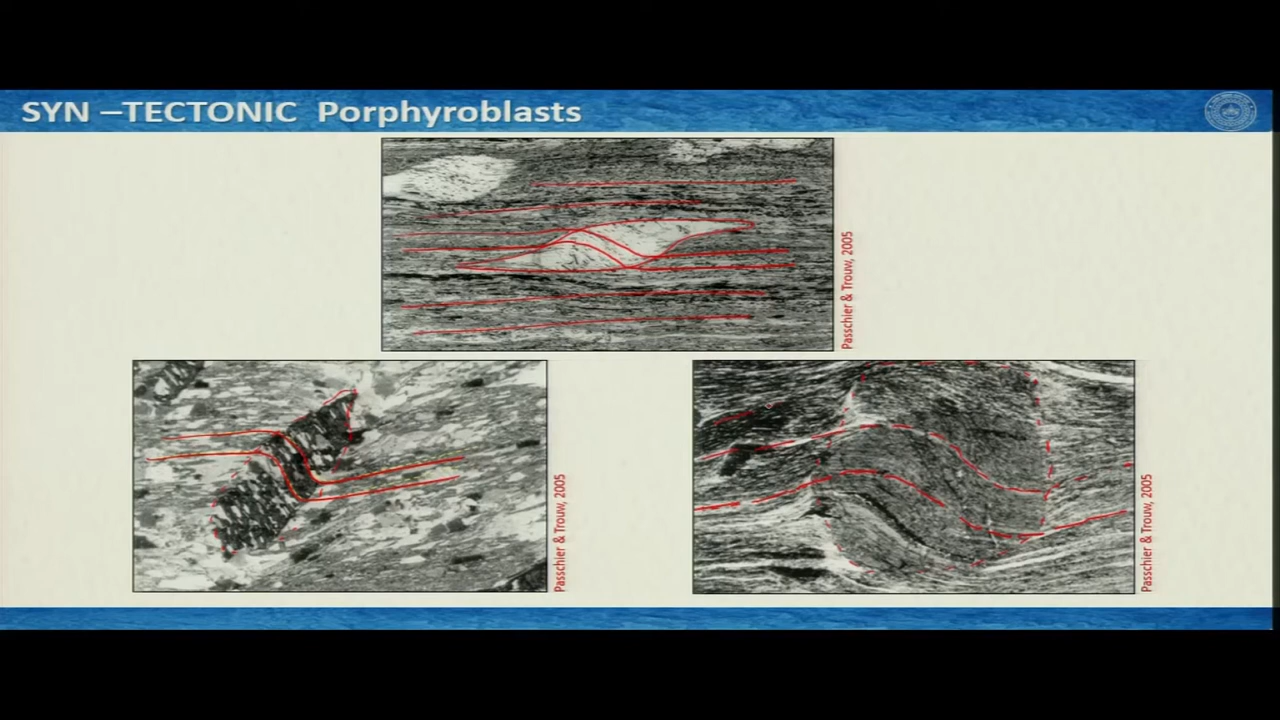 SYN –TECTONIC Porphyroblasts
Passchier & Trouw, 2005
Passchier & Trouw, 2005
Passchier & Trouw, 2005